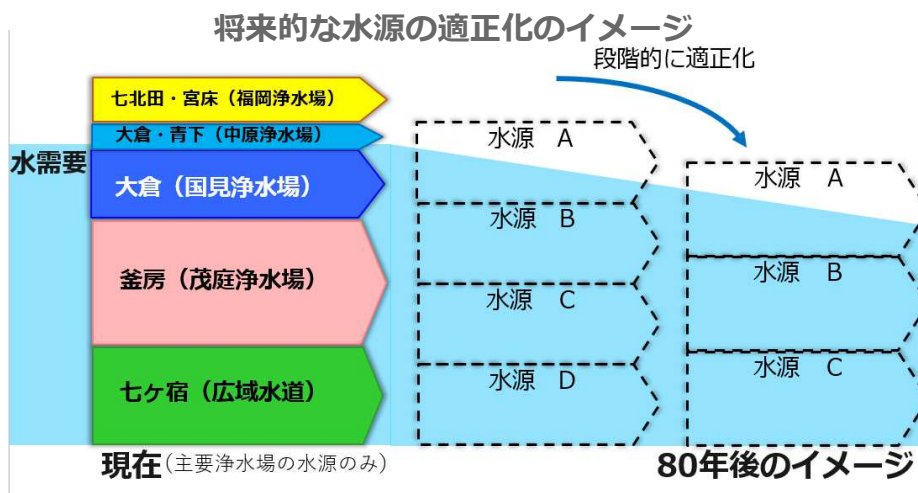 将来的な水源の適正化のイメージ
段階的に適正化
七北田・宮床（福岡浄水場）
大倉・青下（中原浄水場）
水需要
大倉（国見浄水場）
釜房（茂庭浄水場）
七ヶ宿（広域水道）
水源 A
水源 B
水源 C
水源 D
水源 A
水源 B
水源 C
現在（主要浄水場の水源のみ）
80年後のイメージ